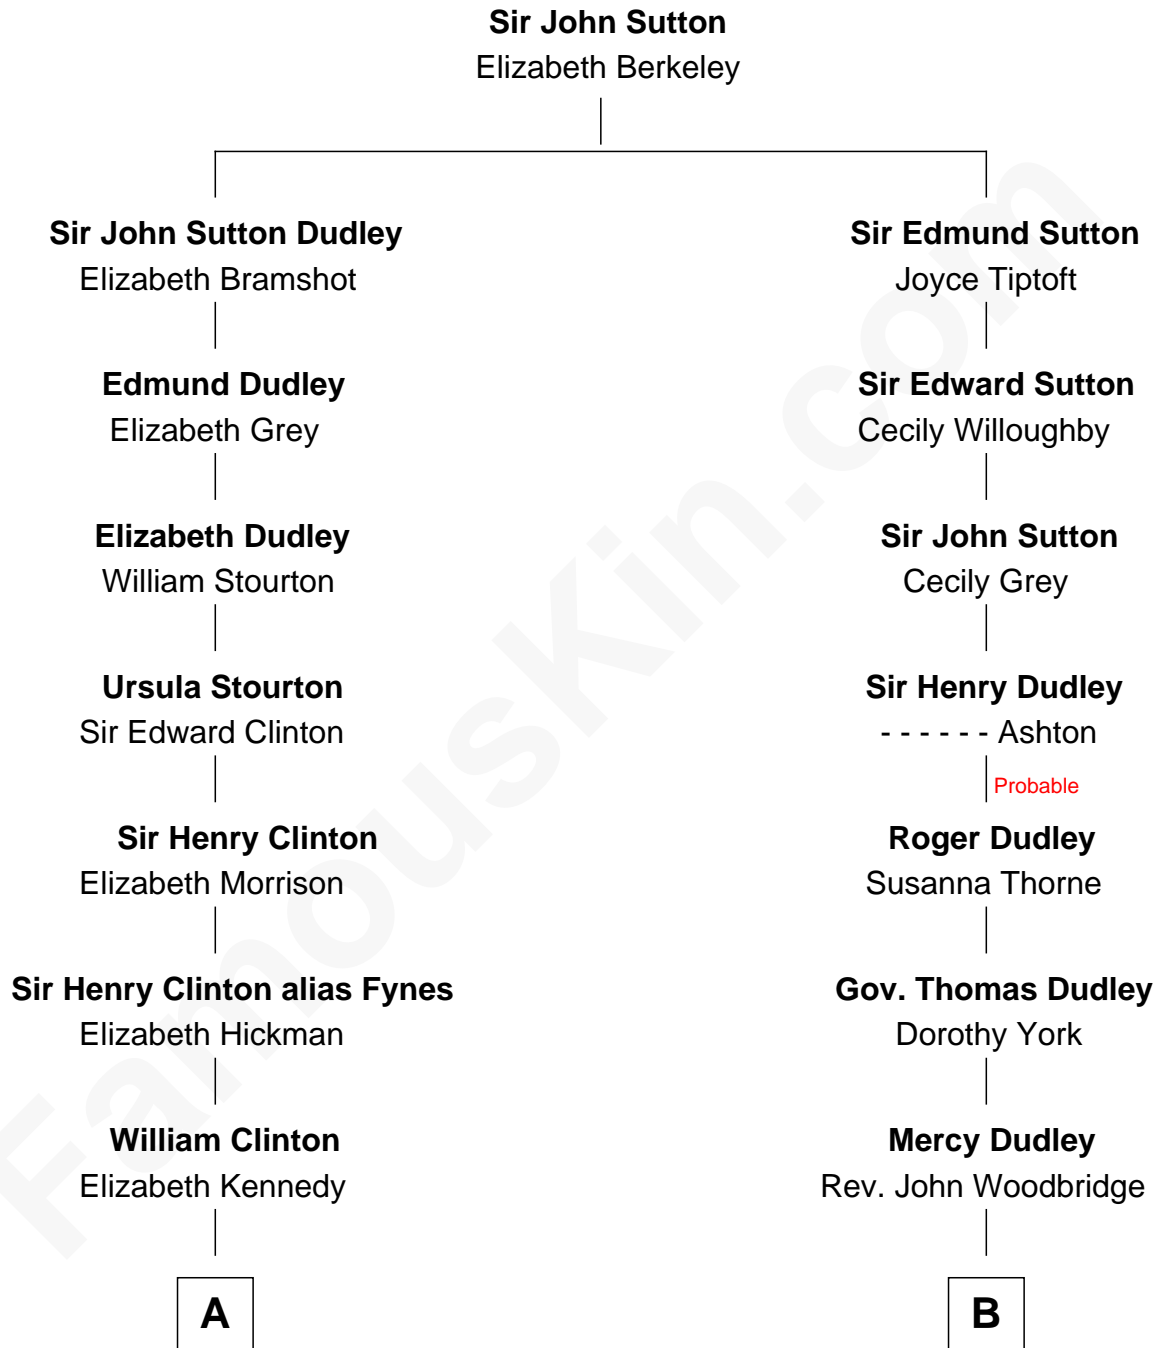 Sir John Sutton
Elizabeth Berkeley
Sir John Sutton Dudley
Elizabeth Bramshot
Sir Edmund Sutton
Joyce Tiptoft
Edmund Dudley
Elizabeth Grey
Sir Edward Sutton
Cecily Willoughby
Elizabeth Dudley
William Stourton
Sir John Sutton
Cecily Grey
Ursula Stourton
Sir Edward Clinton
Sir Henry Dudley
- - - - - - Ashton
Probable
Sir Henry Clinton
Elizabeth Morrison
Roger Dudley
Susanna Thorne
Sir Henry Clinton alias Fynes
Elizabeth Hickman
Gov. Thomas Dudley
Dorothy York
William Clinton
Elizabeth Kennedy
Mercy Dudley
Rev. John Woodbridge
A
B
FamousKin.com